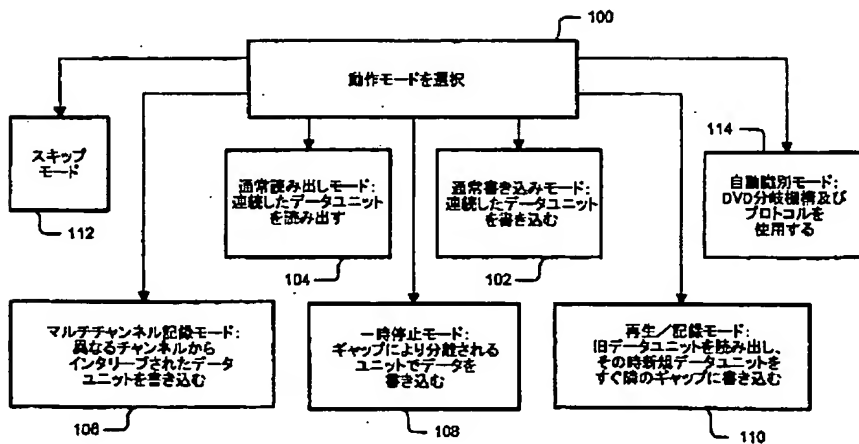 100
動作モードを選択
スキップ
モード
112
通常読み出しモード:
連続したデータユニット
を読み出す
104
通常書き込みモード:
連続したデータユニット
を書き込む
102
114
自動識別モード:
DVD分岐機構及び
プロトコルを
使用する
マルチチャンネル記録モード:
異なるチャンネルから
インタリーブされたデータ
ユニットを書き込む
106
一時停止モード:
ギャップにより分離される
ユニットでデータを
書き込む
108
再生/記録モード:
旧データユニットを読み出し、
その時新規データユニットを
すぐ隣のギャップに書き込む
110